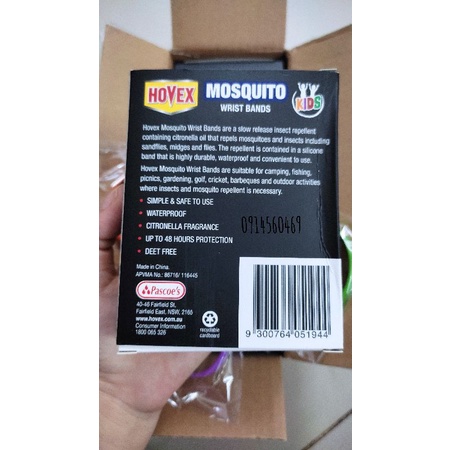 HOVEX
MOSQUITO
WRIST BANDS
KIDS
Hovex Mosquito Wrist Bands are a slow release insect repellent
containing citronella oil that repels mosquitoes and insects including
sandflies, midges and flies. The repellent is contained in a silicone
band that is highly durable, waterproof and convenient to use.
Hovex Mosquito Wrist Bands are suitable for camping, fishing,
picnics, gardening, golf, cricket, barbeques and outdoor activities
where insects and mosquito repellent is necessary.
• SIMPLE & SAFE TO USE
• WATERPROOF
• CITRONELLA FRAGRANCE
• UP TO 48 HOURS PROTECTION
• DEET FREE
0914560469
Made in China.
APVMA No.: 86716/ 116445
Pascoe's
40-46 Fairfield St,
Fairfield East, NSW, 2165
www.hovex.com.au
Consumer Information
1800 065 326
recyclable
cardboard
9 300764 051944